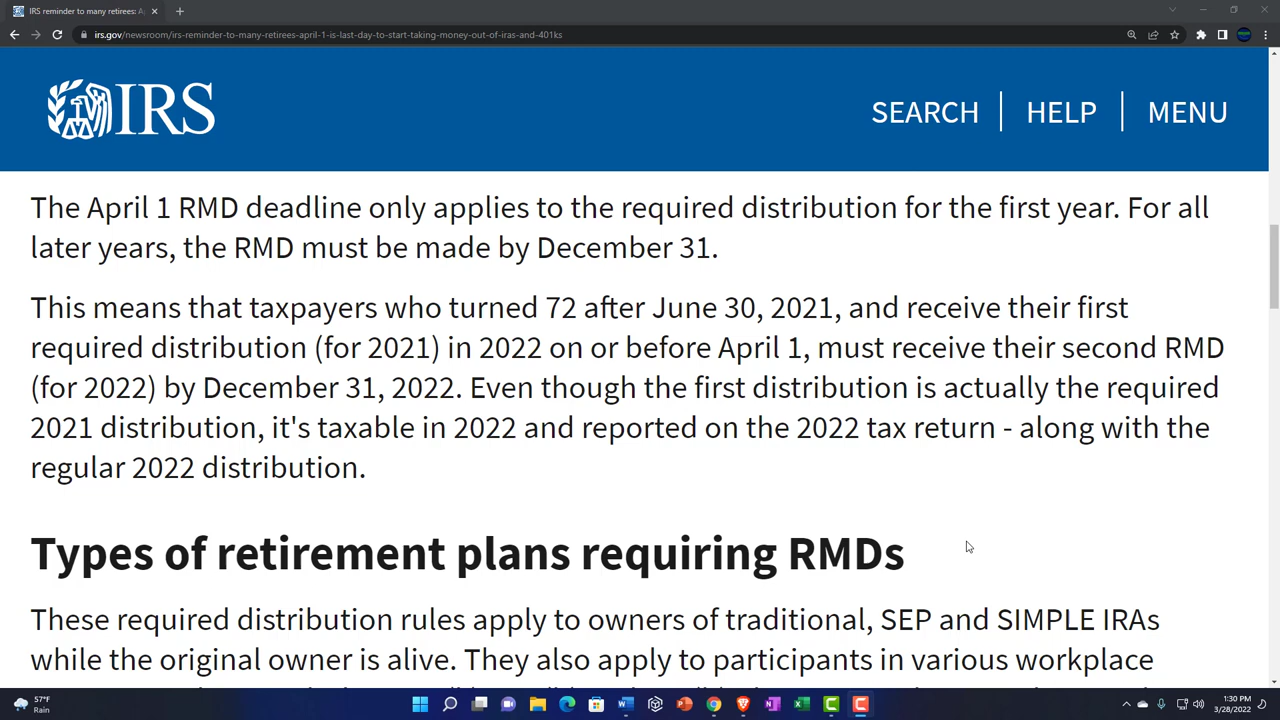 IRS reminder to many retirees: A
irs.gov/newsroom/irs-reminder-to-many-retirees-april-1-is-last-day-to-start-taking-money-out-of-iras-and-401ks
IRS
SEARCH
HELP
MENU
The April 1 RMD deadline only applies to the required distribution for the first year. For all
later years, the RMD must be made by December 31.
This means that taxpayers who turned 72 after June 30, 2021, and receive their first
required distribution (for 2021) in 2022 on or before April 1, must receive their second RMD
(for 2022) by December 31, 2022. Even though the first distribution is actually the required
2021 distribution, it's taxable in 2022 and reported on the 2022 tax return - along with the
regular 2022 distribution.
Types of retirement plans requiring RMDs
These required distribution rules apply to owners of traditional, SEP and SIMPLE IRAs
while the original owner is alive. They also apply to participants in various workplace
57°F
Rain
1:30 PM
3/28/2022